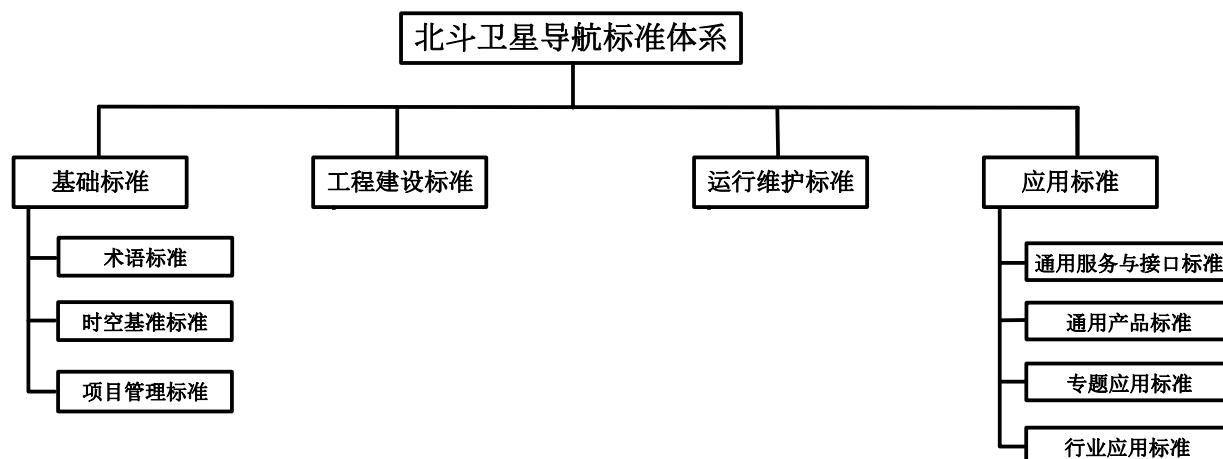 北斗卫星导航标准体系
基础标准
工程建设标准
运行维护标准
应用标准
术语标准
时空基准标准
项目管理标准
通用服务与接口标准
通用产品标准
专题应用标准
行业应用标准